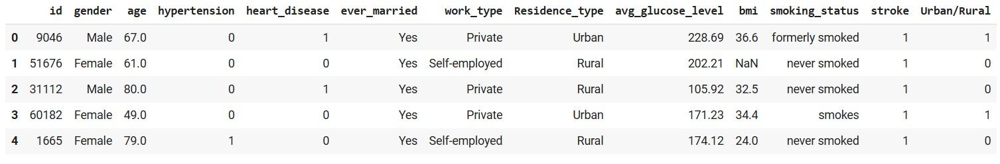 id gender age hypertension heart_disease ever_married work_type Residence_type avg_glucose_level bmi smoking_status stroke Urban/Rural
0 9046 Male 67.0 0 1 Yes Private Urban 228.69 36.6 formerly smoked 1 1
1 51676 Female 61.0 0 0 Yes Self-employed Rural 202.21 NaN never smoked 1 0
2 31112 Male 80.0 0 1 Yes Private Rural 105.92 32.5 never smoked 1 0
3 60182 Female 49.0 0 0 Yes Private Urban 171.23 34.4 smokes 1 1
4 1665 Female 79.0 1 0 Yes Self-employed Rural 174.12 24.0 never smoked 1 0